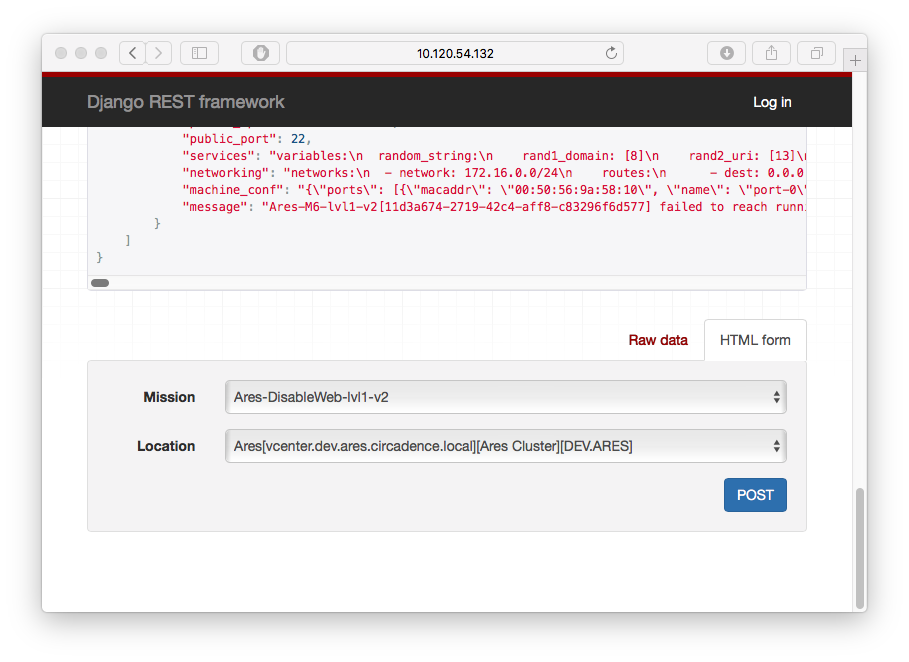 10.120.54.132
Django REST framework Log in
"public_port": 22,
"services": "variables:\n  random_string:\n    rand1_domain: [8]\n    rand2_uri: [13]\n
"networking": "networks:\n  - network: 172.16.0.0/24\n    routes:\n      - dest: 0.0.0
"machine_conf": "{\"ports\": [{\"macaddr\": \"00:50:56:9a:58:10\", \"name\": \"port-0\"
"message": "Ares-M6-lvl1-v2[11d3a674-2719-42c4-aff8-c83296f6d577] failed to reach runn
}
]
}
Raw data HTML form
Mission Ares-DisableWeb-lvl1-v2
Location Ares[vcenter.dev.ares.circadence.local][Ares Cluster][DEV.ARES]
POST